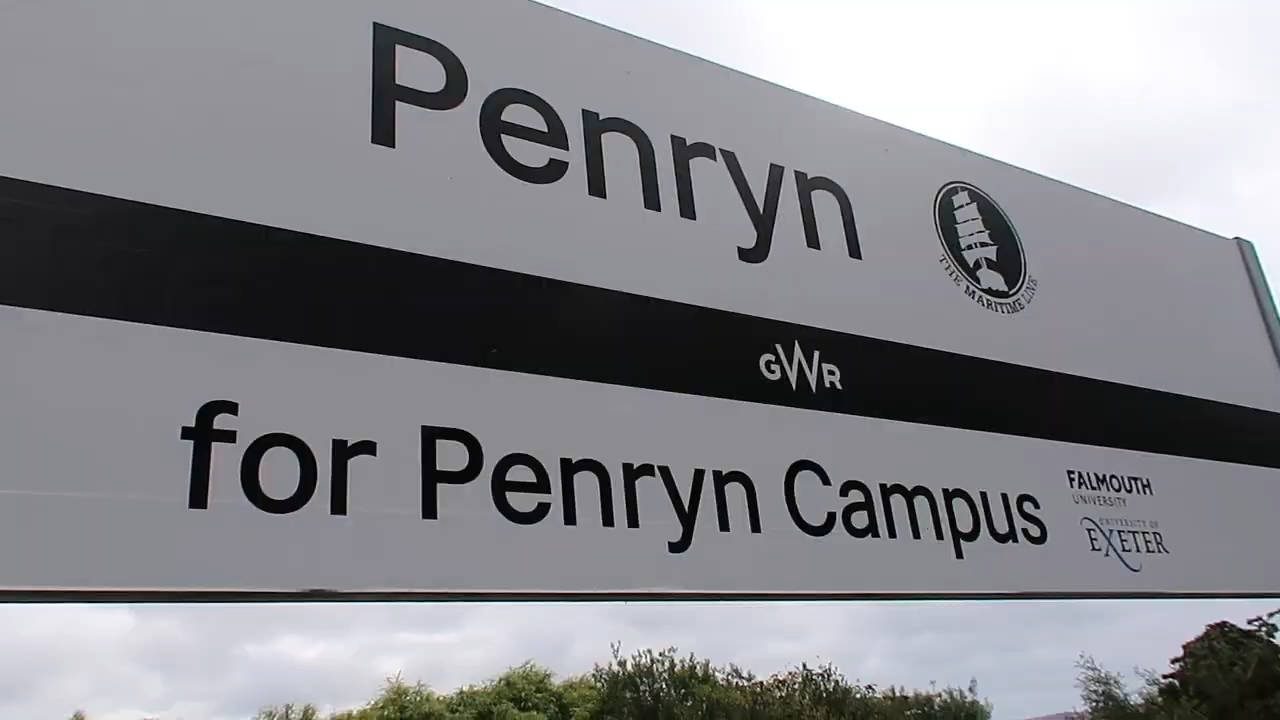 Penryn
THE MARITIME LINE
GWR
for Penryn Campus
FALMOUTH
UNIVERSITY
UNIVERSITY OF
EXETER